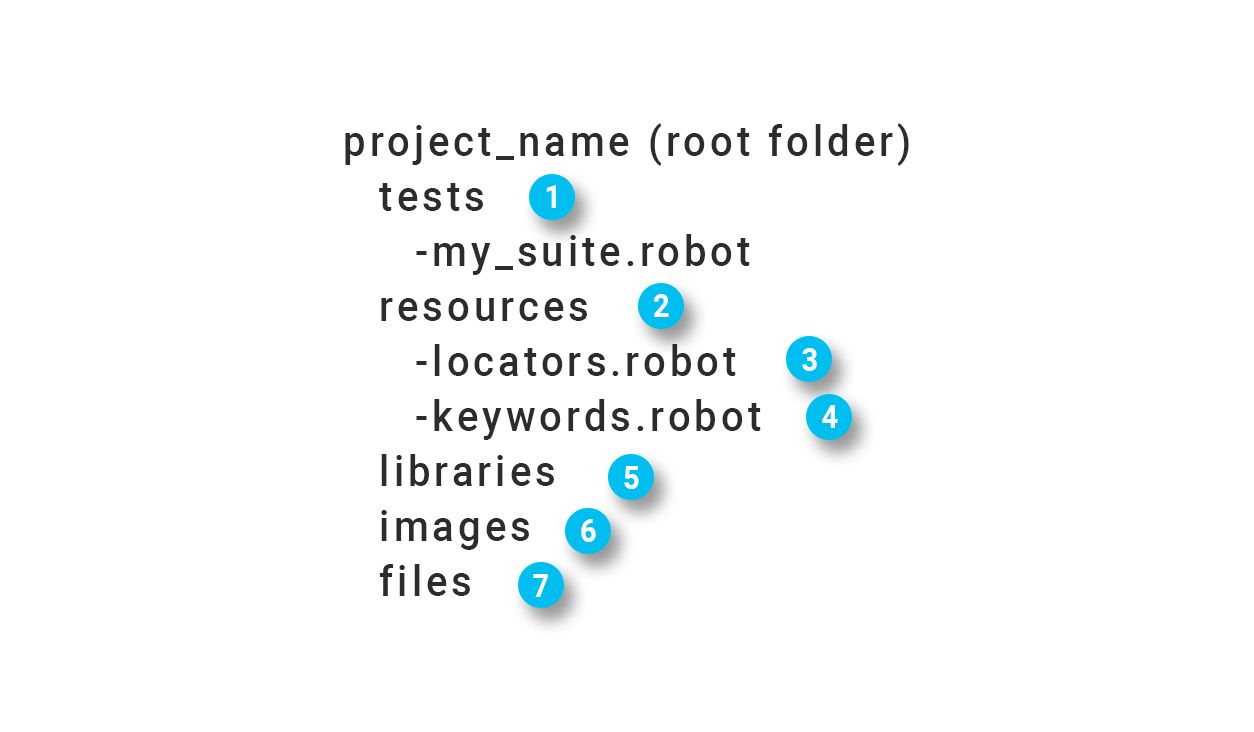 project_name (root folder)
tests 1
-my_suite.robot
resources 2
-locators.robot 3
-keywords.robot 4
libraries 5
images 6
files 7